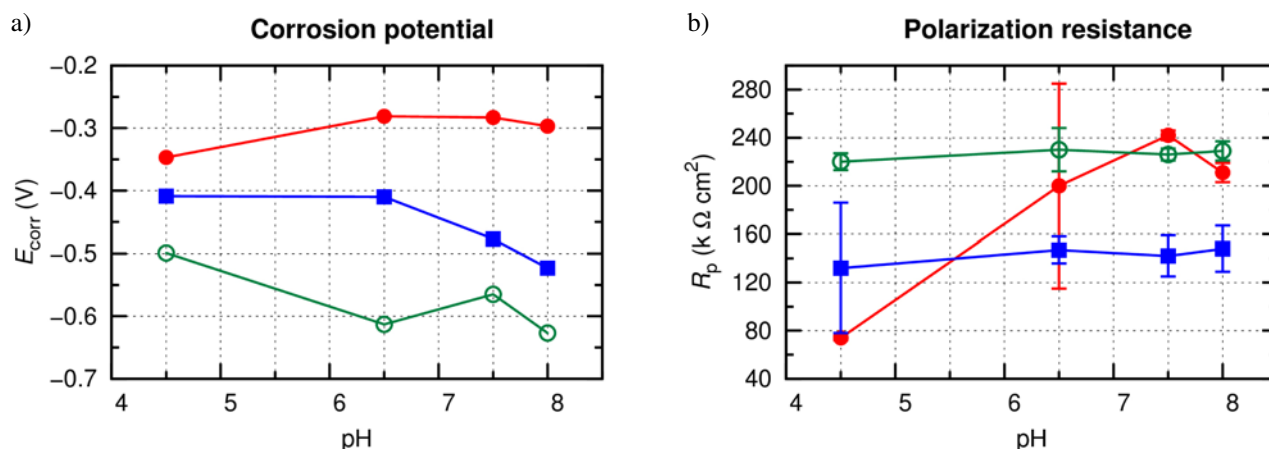 a)
Corrosion potential
−0.2
−0.3
−0.4
−0.5
−0.6
−0.7
E_corr (V)
4 5 6 7 8
pH
b)
Polarization resistance
280
240
200
160
120
80
40
R_p (k Ω cm²)
4 5 6 7 8
pH